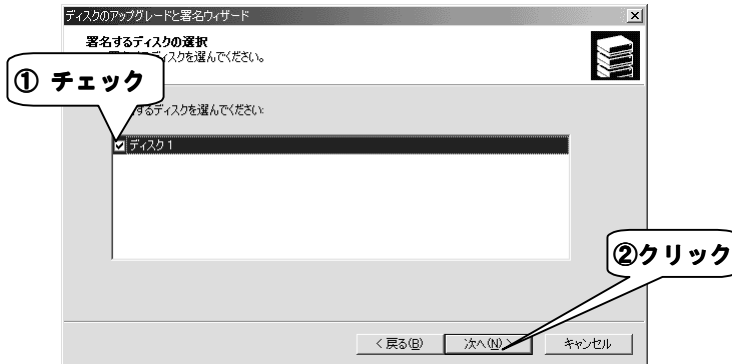 ディスクのアップグレードと署名ウィザード
署名するディスクの選択
ディスクを選んでください。
① チェック
するディスクを選んでください:
ディスク 1
②クリック
< 戻る(B)
次へ(N) >
キャンセル